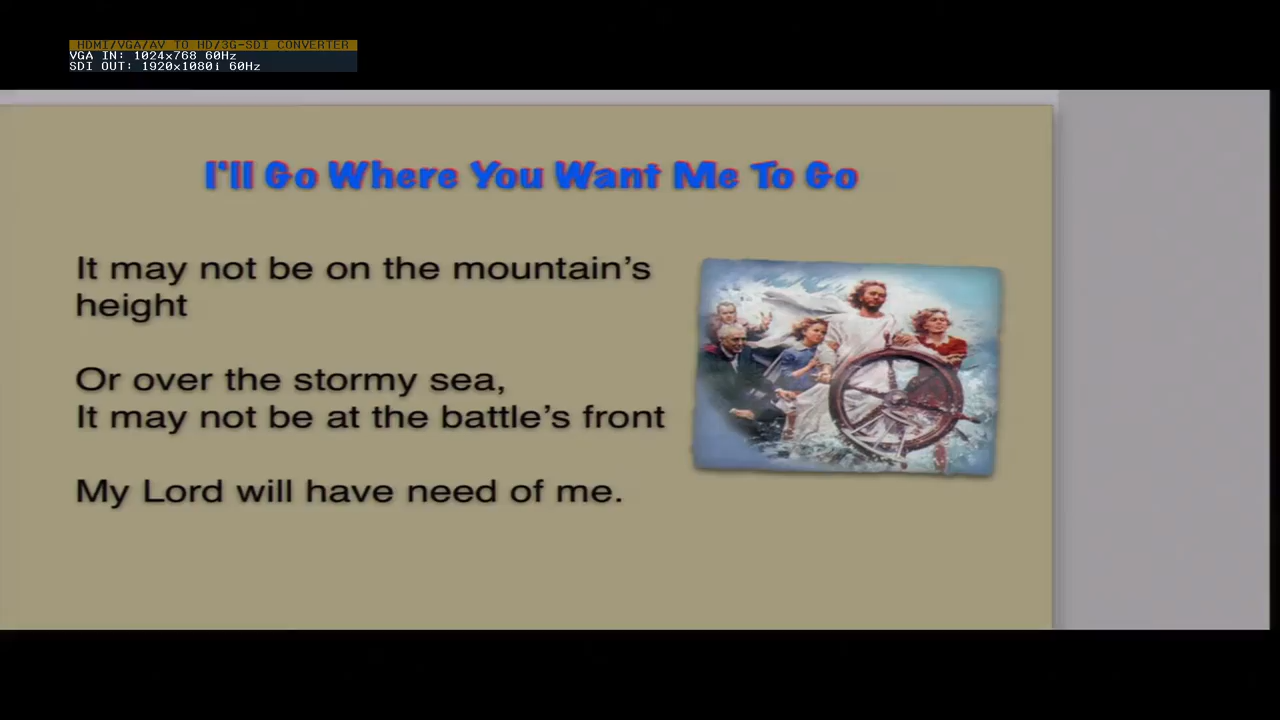 HDMI/VGA/AV TO HD/3G-SDI CONVERTER
VGA IN: 1024x768 60Hz
SDI OUT: 1920x1080i 60Hz
I'll Go Where You Want Me To Go
It may not be on the mountain's
height
Or over the stormy sea,
It may not be at the battle's front
My Lord will have need of me.